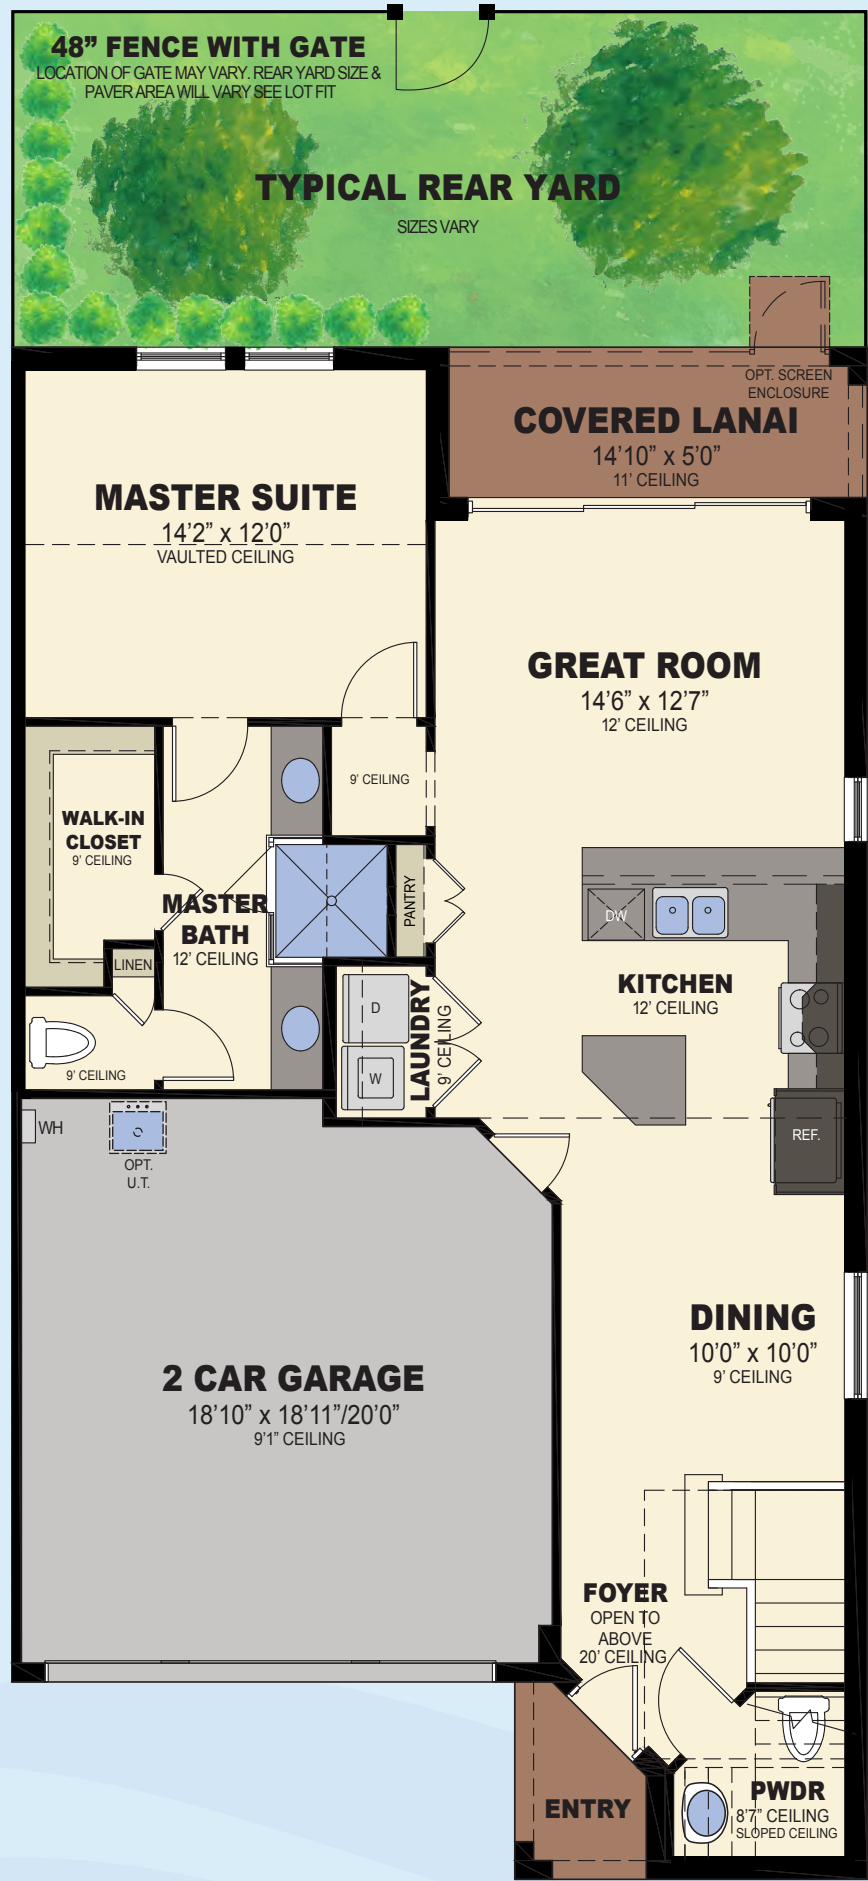 48” FENCE WITH GATE
LOCATION OF GATE MAY VARY. REAR YARD SIZE &
PAVER AREA WILL VARY SEE LOT FIT
TYPICAL REAR YARD
SIZES VARY
OPT. SCREEN
ENCLOSURE
COVERED LANAI
14’10” x 5’0”
11’ CEILING
MASTER SUITE
14’2” x 12’0”
VAULTED CEILING
GREAT ROOM
14’6” x 12’7”
12’ CEILING
9’ CEILING
WALK-IN
CLOSET
9’ CEILING
MASTER
BATH
12’ CEILING
PANTRY
DW
LINEN
KITCHEN
12’ CEILING
D
W
LAUNDRY
9’ CEILING
9’ CEILING
WH
OPT.
U.T.
REF.
DINING
10’0” x 10’0”
9’ CEILING
2 CAR GARAGE
18’10” x 18’11”/20’0”
9’1” CEILING
FOYER
OPEN TO
ABOVE
20’ CEILING
ENTRY
PWDR
8’7” CEILING
SLOPED CEILING